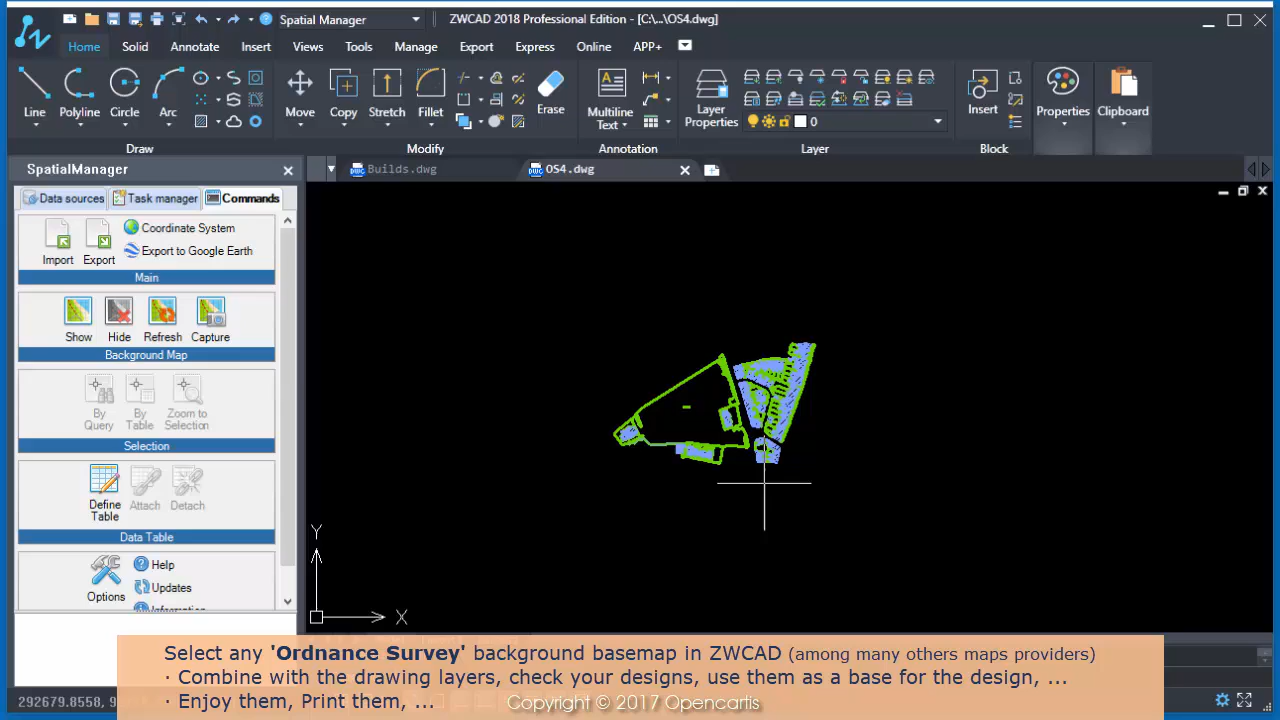 Spatial Manager
ZWCAD 2018 Professional Edition - [C:\...\OS4.dwg]
Home Solid Annotate Insert Views Tools Manage Export Express Online APP+
Line Polyline Circle Arc
Move Copy Stretch Fillet Erase
Multiline Text
Layer Properties
0
Insert
Properties
Clipboard
Draw Modify Annotation Layer Block
SpatialManager
Builds.dwg OS4.dwg
Data sources Task manager Commands
Coordinate System
Import Export Export to Google Earth
Main
Show Hide Refresh Capture
Background Map
By Query By Table Zoom to Selection
Selection
Define Table Attach Detach
Data Table
Help
Updates
Options Information
Y
X
Select any 'Ordnance Survey' background basemap in ZWCAD (among many others maps providers)
· Combine with the drawing layers, check your designs, use them as a base for the design, ...
· Enjoy them, Print them, ...
Copyright © 2017 Opencartis
292679.8558, 9